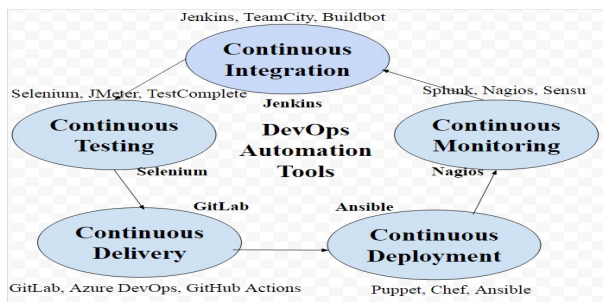 Jenkins, TeamCity, Buildbot
Continuous
Integration
Jenkins
Selenium, JMeter, TestComplete
Continuous
Testing
Selenium
DevOps
Automation
Tools
Splunk, Nagios, Sensu
Continuous
Monitoring
Nagios
GitLab
Continuous
Delivery
GitLab, Azure DevOps, GitHub Actions
Ansible
Continuous
Deployment
Puppet, Chef, Ansible